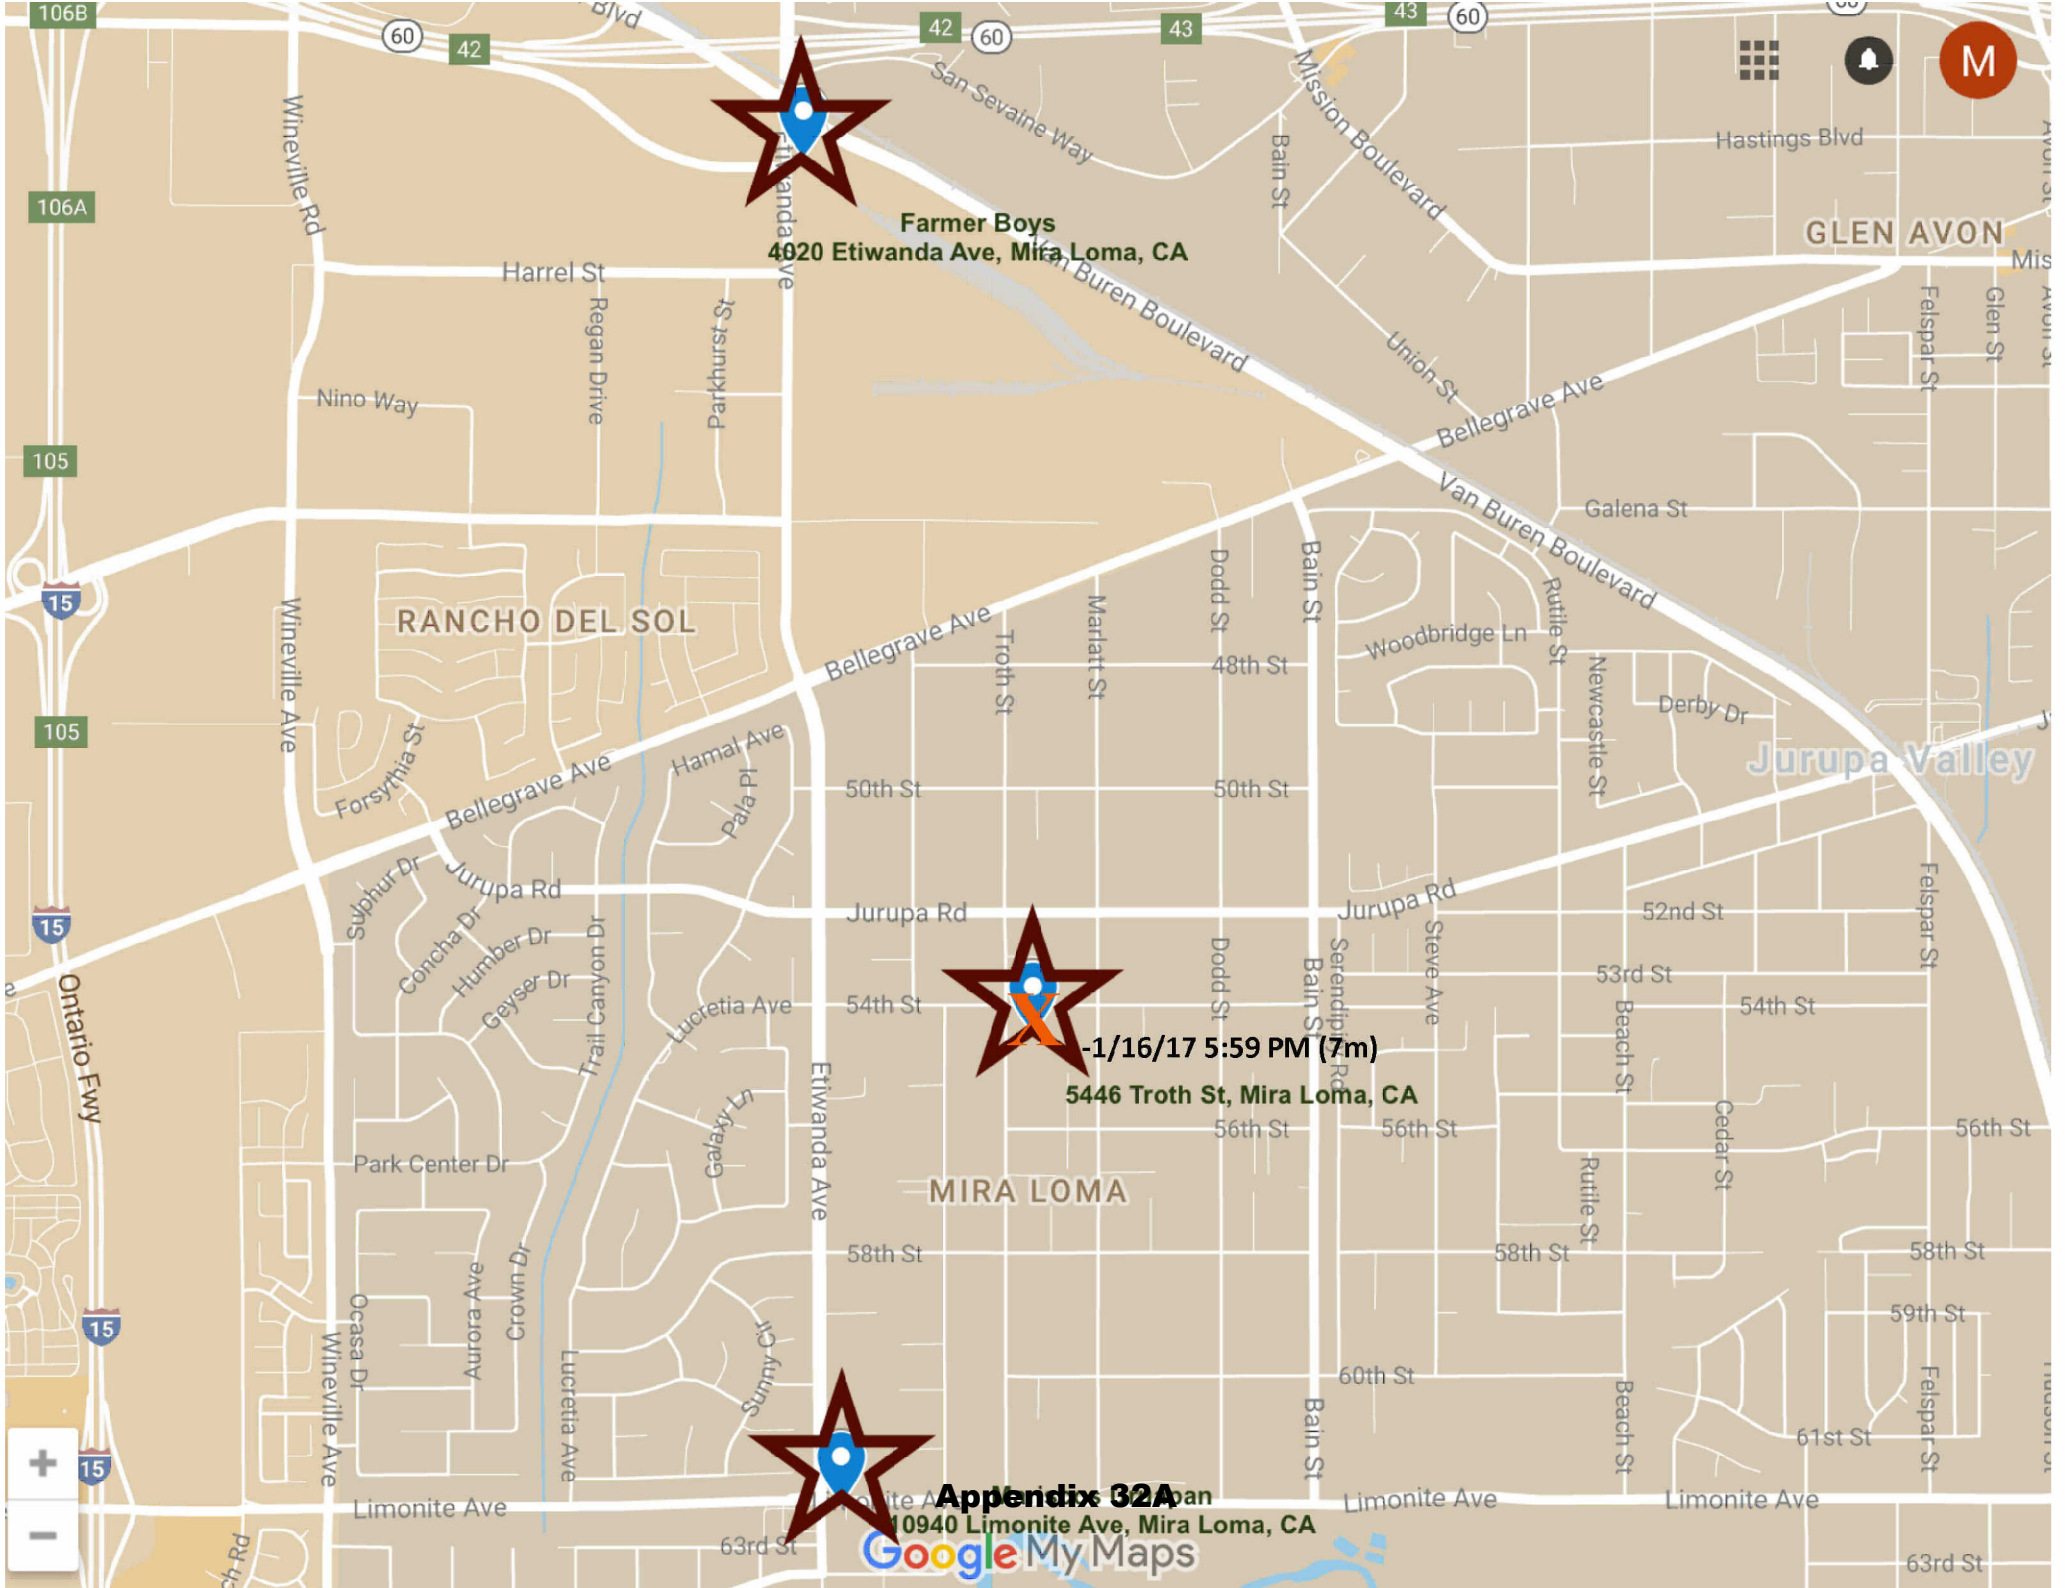 106B
Blvd
60
42
42
60
43
43
60
M
Wineville Rd
San Sevaine Way
Mission Boulevard
Bain St
Hastings Blvd
106A
Etiwanda Ave
Farmer Boys
4020 Etiwanda Ave, Mira Loma, CA
GLEN AVON
Mis
Harrel St
Regan Drive
Parkhurst St
Van Buren Boulevard
Union St
Felspar St
Glen St
Avon St
Nino Way
Bellegrave Ave
105
Van Buren Boulevard
Galena St
15
RANCHO DEL SOL
Wineville Ave
Bellegrave Ave
Troth St
Marlatt St
Dodd St
Bain St
48th St
Woodbridge Ln
Rutile St
Newcastle St
Derby Dr
105
Forsythia St
Bellegrave Ave
Hamal Ave
Pala Pl
50th St
50th St
Jurupa Valley
Sulphur Dr
Jurupa Rd
Jurupa Rd
Jurupa Rd
52nd St
Felspar St
15
Concha Dr
Humber Dr
Geyser Dr
Trail Canyon Dr
Lucretia Ave
54th St
X
Dodd St
Bain St
Serendipity Rd
Steve Ave
53rd St
54th St
Beach St
Ontario Fwy
-1/16/17 5:59 PM (7m)
5446 Troth St, Mira Loma, CA
Etiwanda Ave
Galaxy Ln
56th St
56th St
Cedar St
56th St
Park Center Dr
MIRA LOMA
Rutile St
58th St
58th St
58th St
15
Ocasa Dr
Aurora Ave
Crown Dr
Wineville Ave
Lucretia Ave
Sunny Cir
59th St
60th St
Bain St
Beach St
Felspar St
61st St
+
15
−
Limonite Ave
Appendix 32A
Limonite Ave
Limonite Ave
10940 Limonite Ave, Mira Loma, CA
63rd St
Google My Maps
63rd St
ch Rd